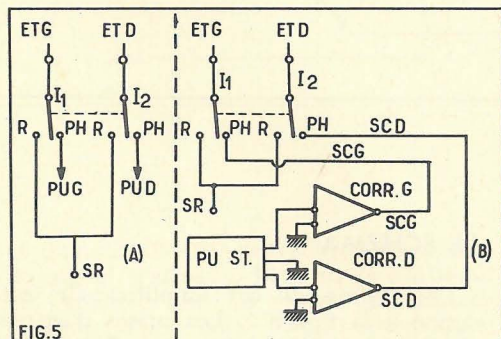 ETG ETD ETG ETD
I1 I2 I1 I2
R PH R PH R PH R PH SCD
SCG
PUG PUD
SR CORR.G
SR (A) SCG (B)
PU ST. CORR.D
SCD
FIG.5